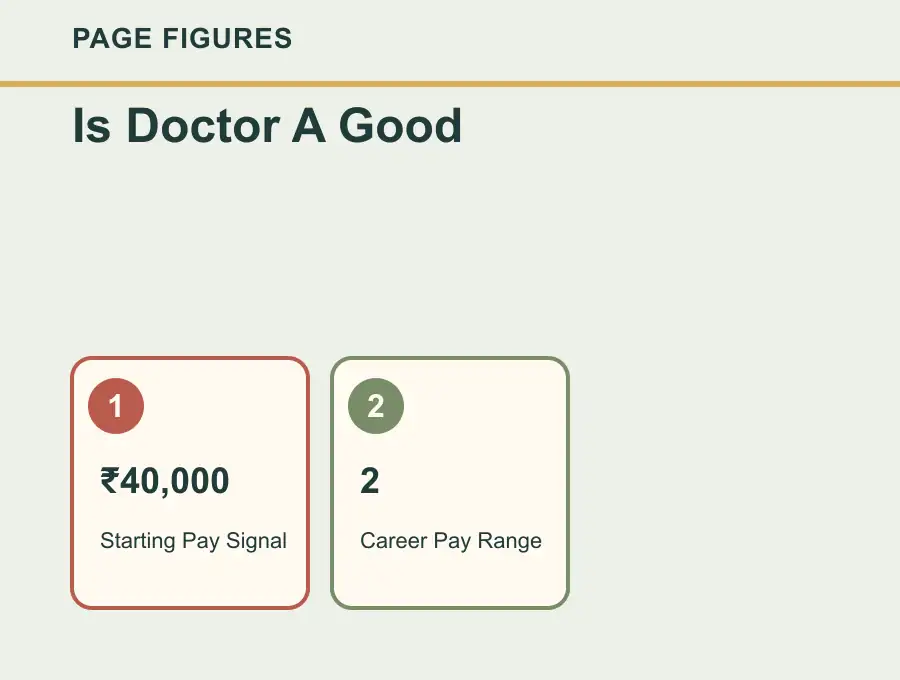 PAGE FIGURES
Is Doctor A Good
1
₹40,000
Starting Pay Signal
2
2
Career Pay Range